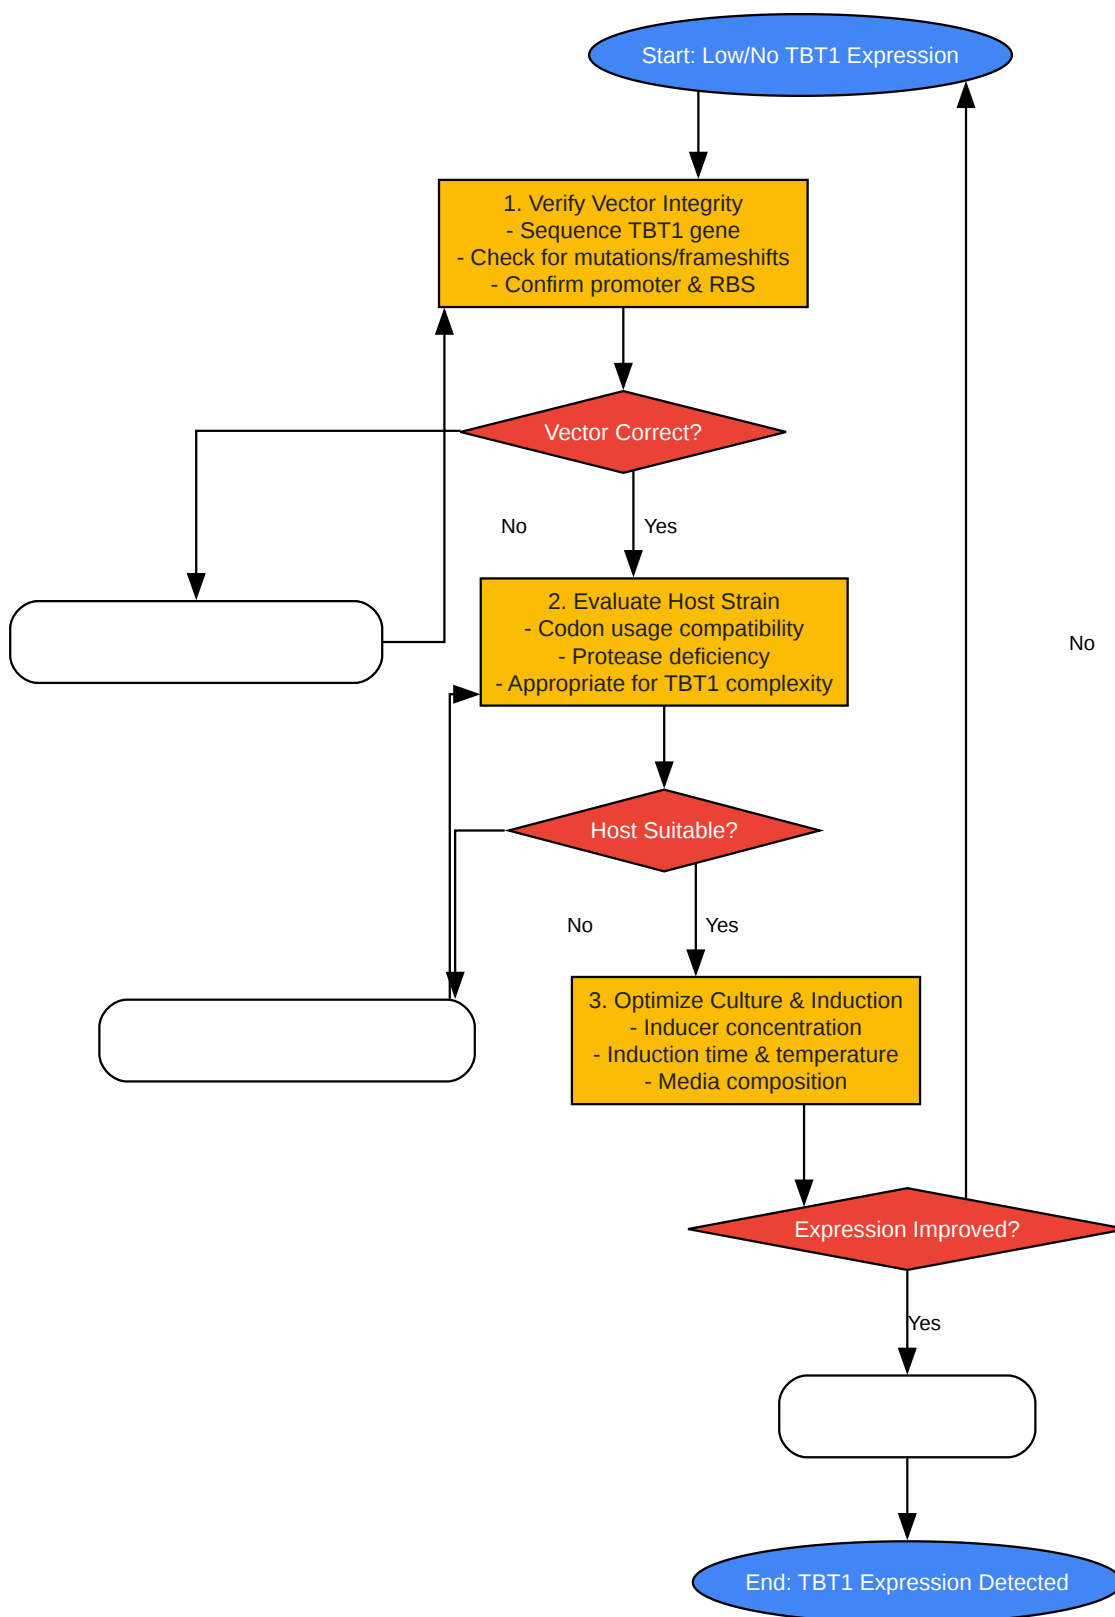 Start: Low/No TBT1 Expression
1. Verify Vector Integrity
- Sequence TBT1 gene
- Check for mutations/frameshifts
- Confirm promoter & RBS
Vector Correct?
No
Yes
2. Evaluate Host Strain
- Codon usage compatibility
- Protease deficiency
- Appropriate for TBT1 complexity
No
Host Suitable?
No
Yes
3. Optimize Culture & Induction
- Inducer concentration
- Induction time & temperature
- Media composition
Expression Improved?
Yes
End: TBT1 Expression Detected